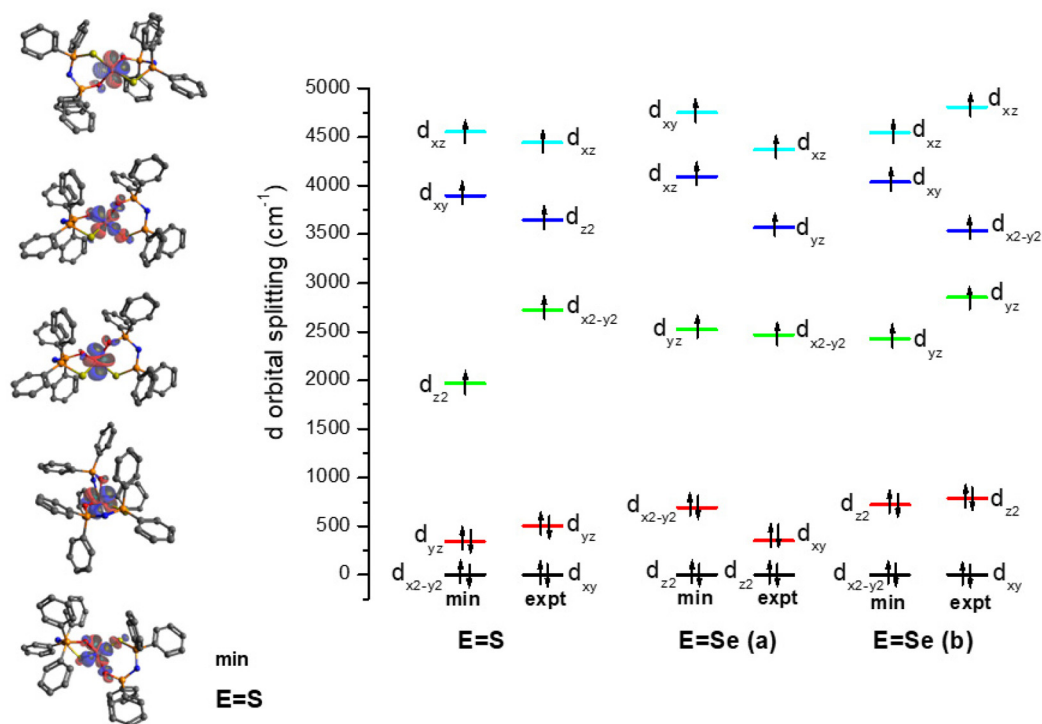 d orbital splitting (cm-1)
5000
4500
4000
3500
3000
2500
2000
1500
1000
500
0
dxz
dxy
dz2
dyz
dx2-y2
min
dxz
dz2
dx2-y2
dyz
dxy
expt
E=S
dxy
dxz
dyz
dx2-y2
dz2
min
dxz
dyz
dx2-y2
dxy
dz2
expt
E=Se (a)
dxz
dxy
dyz
dz2
dx2-y2
min
dxz
dx2-y2
dyz
dz2
dxy
expt
E=Se (b)
min
E=S